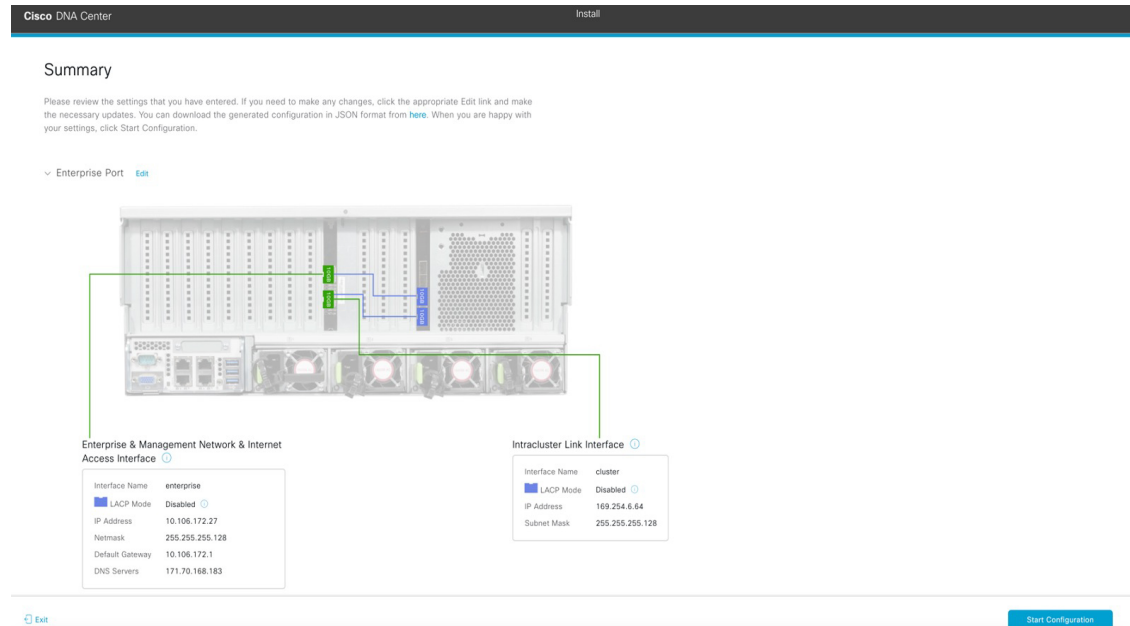 Cisco DNA Center
Install
Summary
Please review the settings that you have entered. If you need to make any changes, click the appropriate Edit link and make
the necessary updates. You can download the generated configuration in JSON format from here. When you are happy with
your settings, click Start Configuration.
Enterprise Port Edit
10GB
10GB
10GB
10GB
Enterprise & Management Network & Internet
Access Interface
Interface Name enterprise
LACP Mode Disabled
IP Address 10.106.172.27
Netmask 255.255.255.128
Default Gateway 10.106.172.1
DNS Servers 171.70.168.183
Intracluster Link Interface
Interface Name cluster
LACP Mode Disabled
IP Address 169.254.6.64
Subnet Mask 255.255.255.128
Exit
Start Configuration